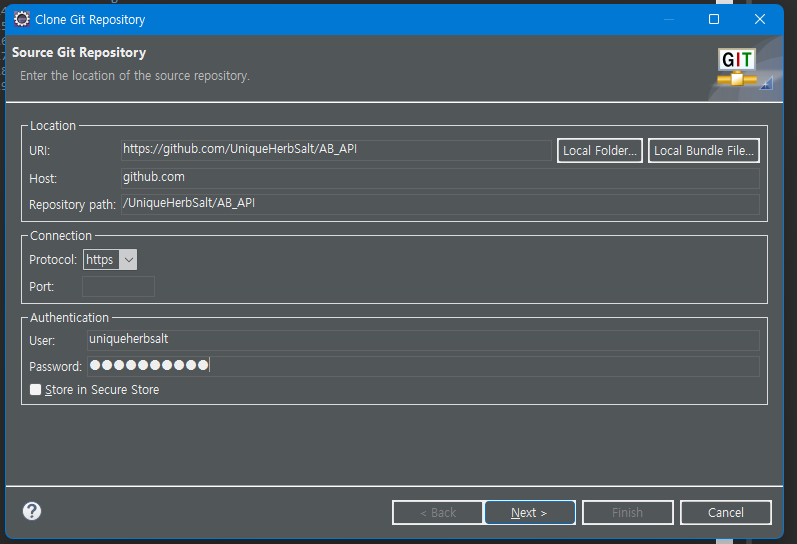 Clone Git Repository
Source Git Repository
Enter the location of the source repository.
GIT
Location
URI: https://github.com/UniqueHerbSalt/AB_API Local Folder... Local Bundle File...
Host: github.com
Repository path: /UniqueHerbSalt/AB_API
Connection
Protocol: https
Port:
Authentication
User: uniqueherbsalt
Password: ●●●●●●●●●●
Store in Secure Store
? < Back Next > Finish Cancel